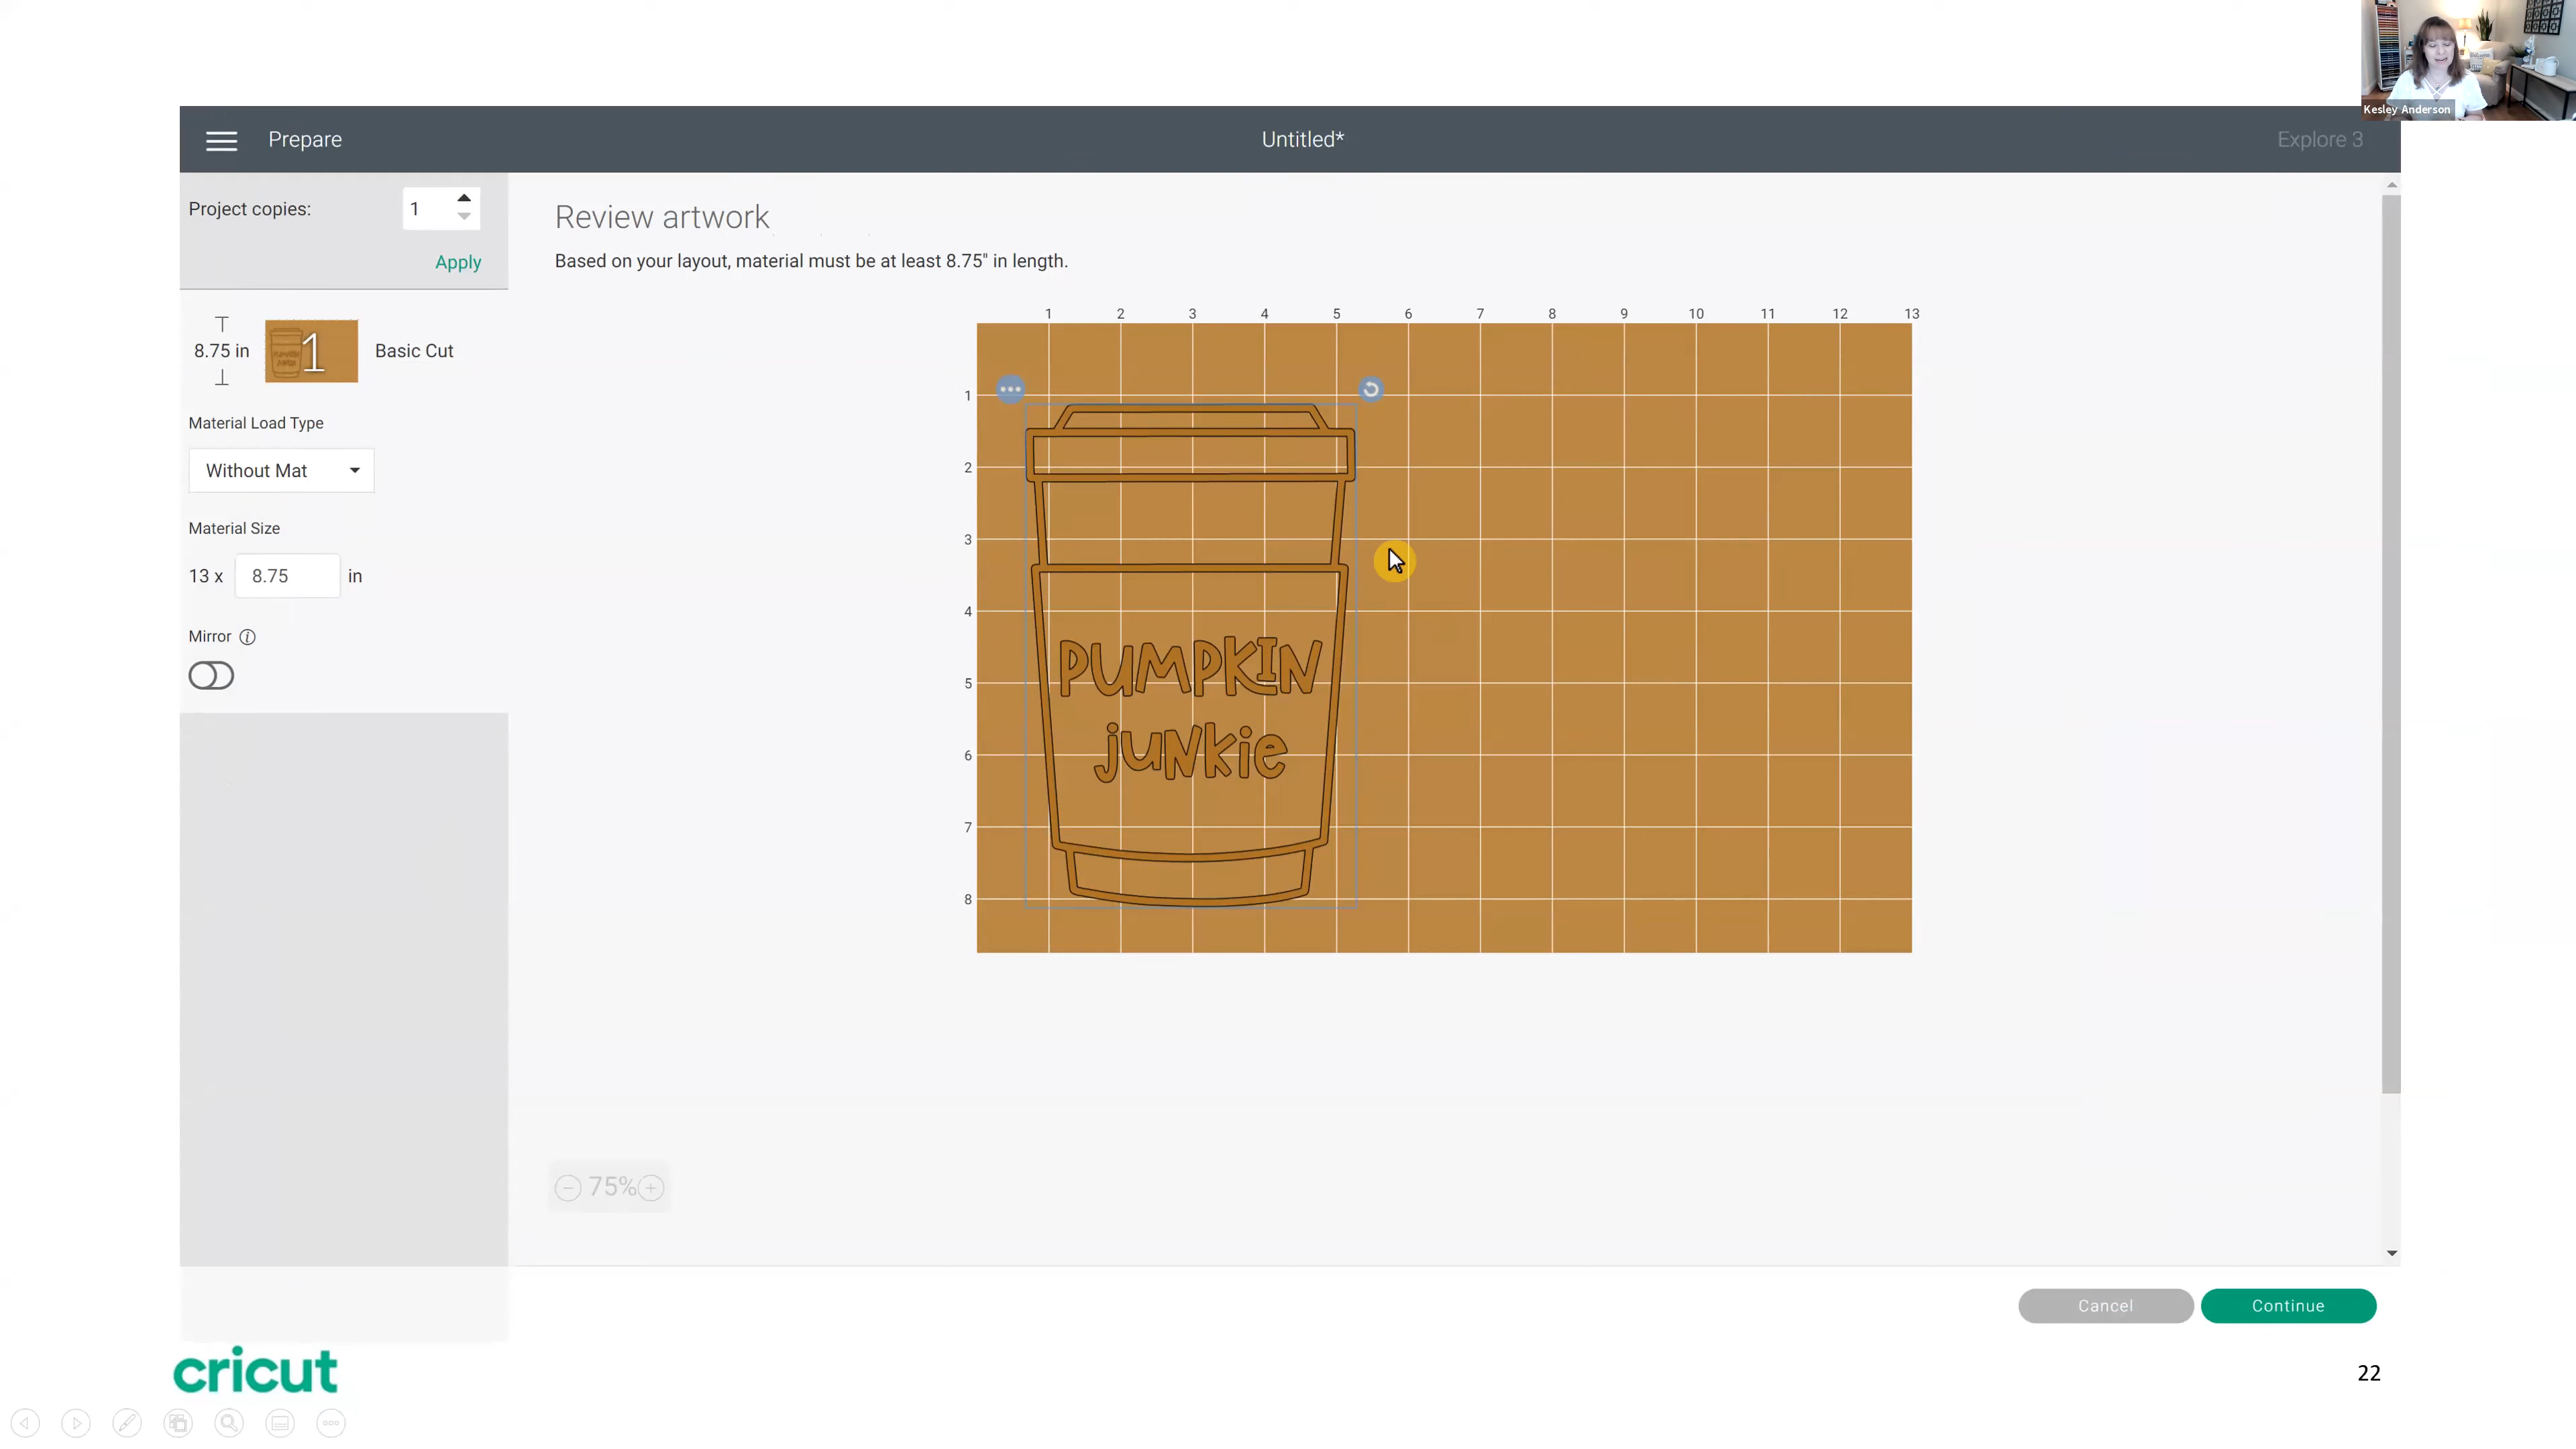 Kesley Anderson
Prepare
Untitled*
Explore 3
Project copies:
1
Apply
8.75 in
1
Basic Cut
Material Load Type
Without Mat
Material Size
13 x
8.75
in
Mirror
Review artwork
Based on your layout, material must be at least 8.75" in length.
1 2 3 4 5 6 7 8 9 10 11 12 13
1
2
3
4
5
6
7
8
PUMPKIN
junkie
75%
Cancel
Continue
cricut
22